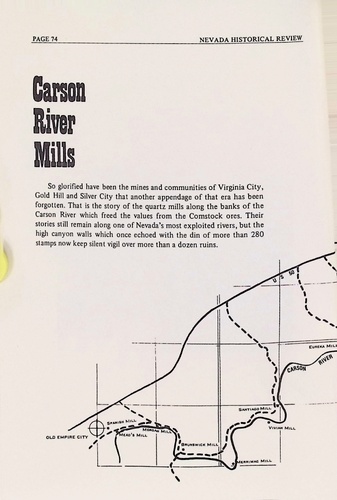 PAGE 74
NEVADA HISTORICAL REVIEW
Carson
River
Mills
So glorified have been the mines and communities of Virginia City,
Gold Hill and Silver City that another appendage of that era has been
forgotten. That is the story of the quartz mills along the banks of the
Carson River which freed the values from the Comstock ores. Their
stories still remain along one of Nevada's most exploited rivers, but the
high canyon walls which once echoed with the din of more than 280
stamps now keep silent vigil over more than a dozen ruins.
U S 50
EUREKA MILL
CARSON RIVER
SANTIAGO MILL
VIVIAN MILL
SPANISH MILL
MORGAN MILL
OLD EMPIRE CITY
MEAD'S MILL
BRUNSWICK MILL
MERRIMAC MILL